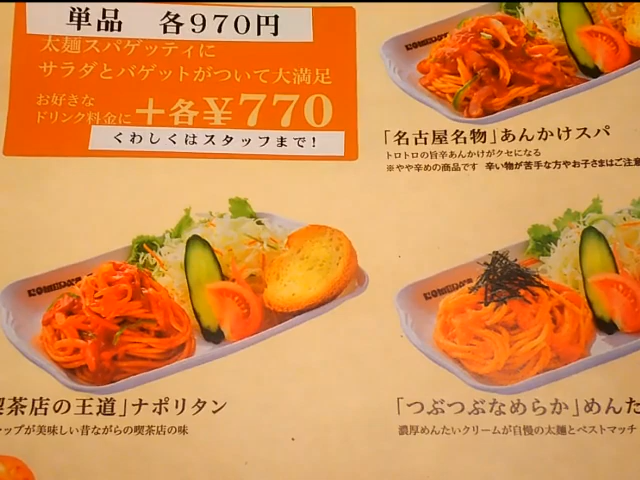 単品 各970円
太麺スパゲッティに
サラダとバゲットがついて大満足
お好きな
ドリンク料金に+各¥770
くわしくはスタッフまで!
「名古屋名物」あんかけスパ
トロトロの旨辛あんかけがクセになる
※やや辛めの商品です 辛い物が苦手な方やお子さまはご注意
茶店の王道」ナポリタン
ャップが美味しい昔ながらの喫茶店の味
「つぶつぶなめらか」めんた
濃厚めんたいクリームが自慢の太麺とベストマッチ